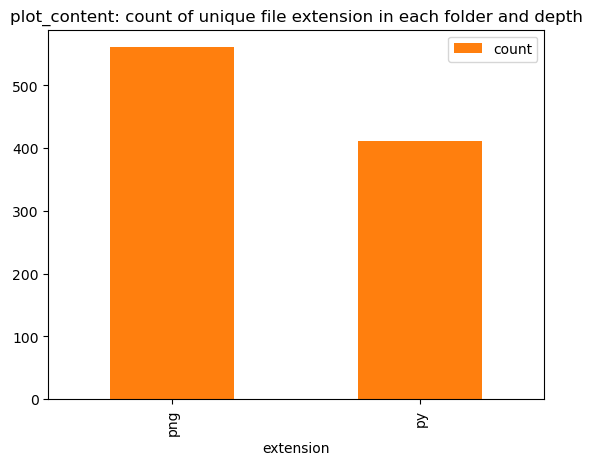 plot_content: count of unique file extension in each folder and depth
count
500
400
300
200
100
0
png
py
extension